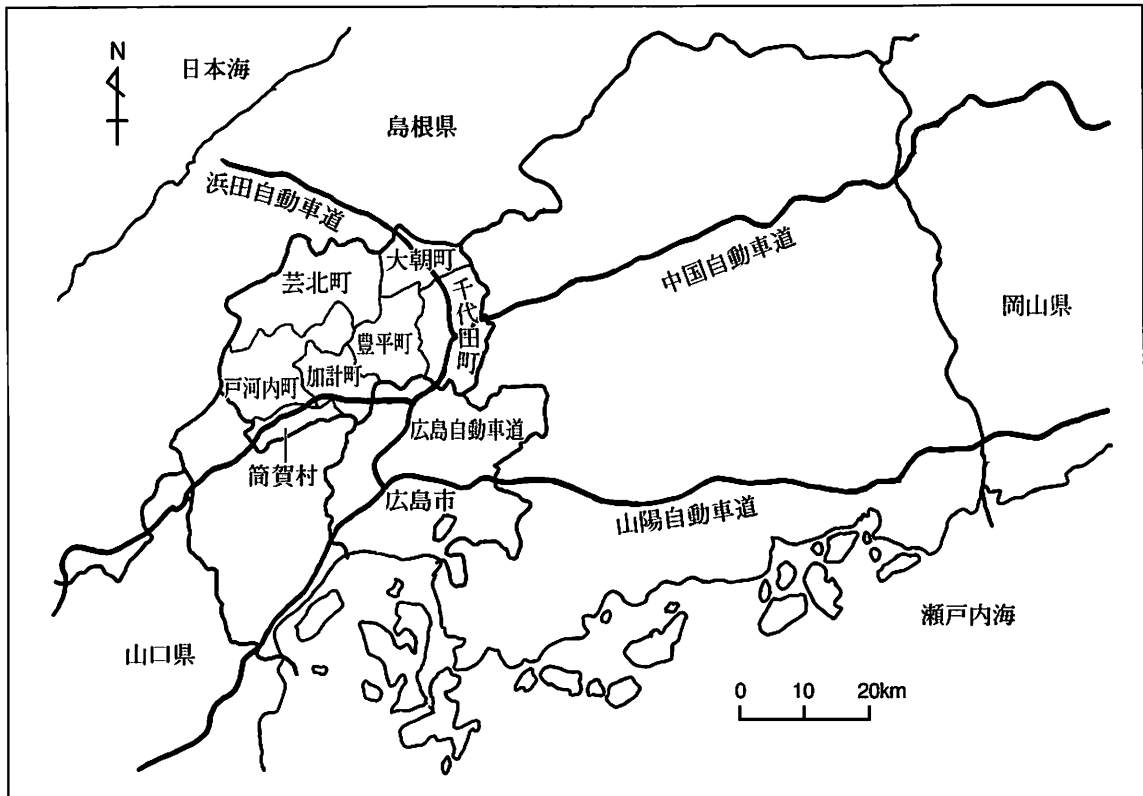 N
日本海
島根県
浜田自動車道
大朝町
芸北町
千代田町
中国自動車道
岡山県
豊平町
加計町
戸河内町
広島自動車道
筒賀村
広島市
山陽自動車道
瀬戸内海
山口県
0 10 20km